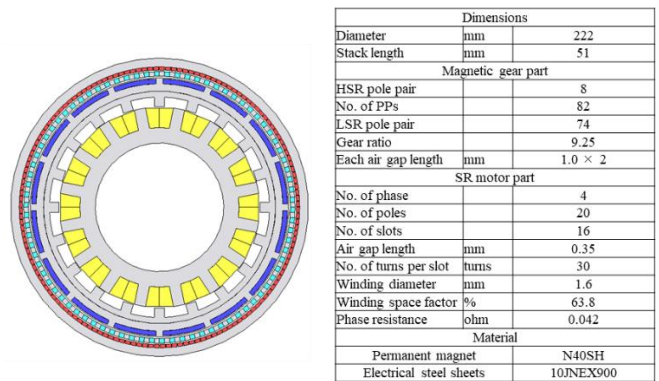 Dimensions
Diameter mm 222
Stack length mm 51
Magnetic gear part
HSR pole pair 8
No. of PPs 82
LSR pole pair 74
Gear ratio 9.25
Each air gap length mm 1.0 × 2
SR motor part
No. of phase 4
No. of poles 20
No. of slots 16
Air gap length mm 0.35
No. of turns per slot turns 30
Winding diameter mm 1.6
Winding space factor % 63.8
Phase resistance ohm 0.042
Material
Permanent magnet N40SH
Electrical steel sheets 10JNEX900